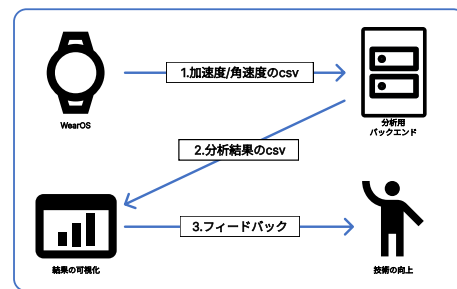 1.加速度/角速度のcsv
WearOS
分析用
バックエンド
2.分析結果のcsv
3.フィードバック
結果の可視化
技術の向上